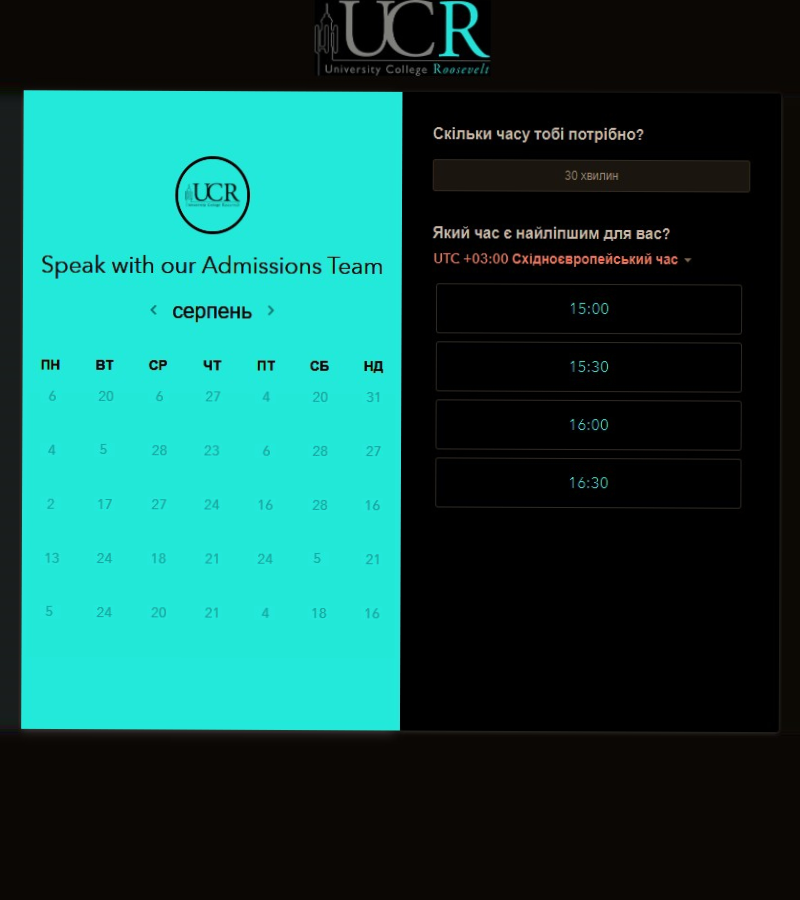 UCR
University College Roosevelt
UCR
University College Roosevelt
Speak with our Admissions Team
серпень
ПН ВТ СР ЧТ ПТ СБ НД
6 20 6 27 4 20 31
4 5 28 23 6 28 27
2 17 27 24 16 28 16
13 24 18 21 24 5 21
5 24 20 21 4 18 16
Скільки часу тобі потрібно?
30 хвилин
Який час є найліпшим для вас?
UTC +03:00 Східноєвропейський час
15:00
15:30
16:00
16:30